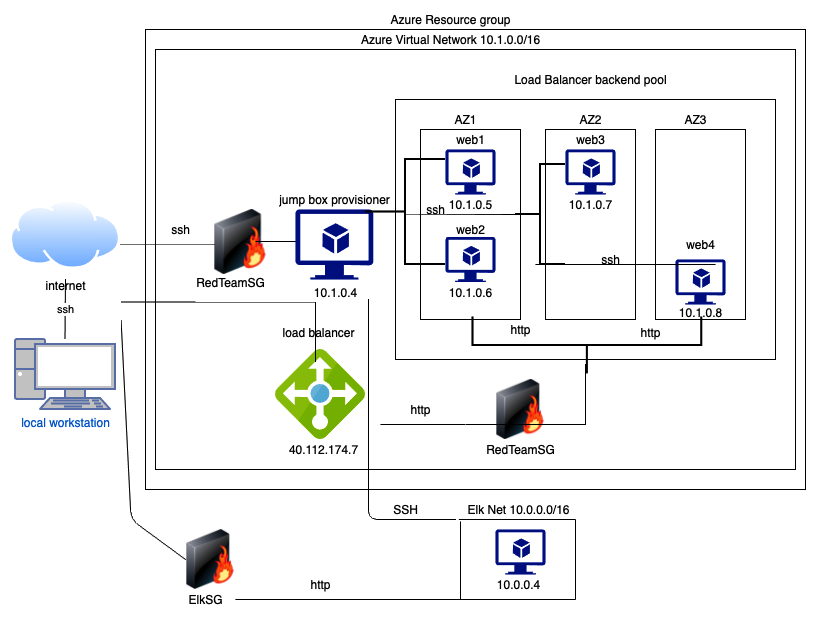 Azure Resource group
Azure Virtual Network 10.1.0.0/16
Load Balancer backend pool
AZ1
AZ2
AZ3
web1
web3
10.1.0.5
10.1.0.7
jump box provisioner
ssh
ssh
web2
web4
ssh
RedTeamSG
internet
10.1.0.4
10.1.0.6
10.1.0.8
ssh
load balancer
http
http
local workstation
http
40.112.174.7
RedTeamSG
SSH
Elk Net 10.0.0.0/16
http
10.0.0.4
ElkSG